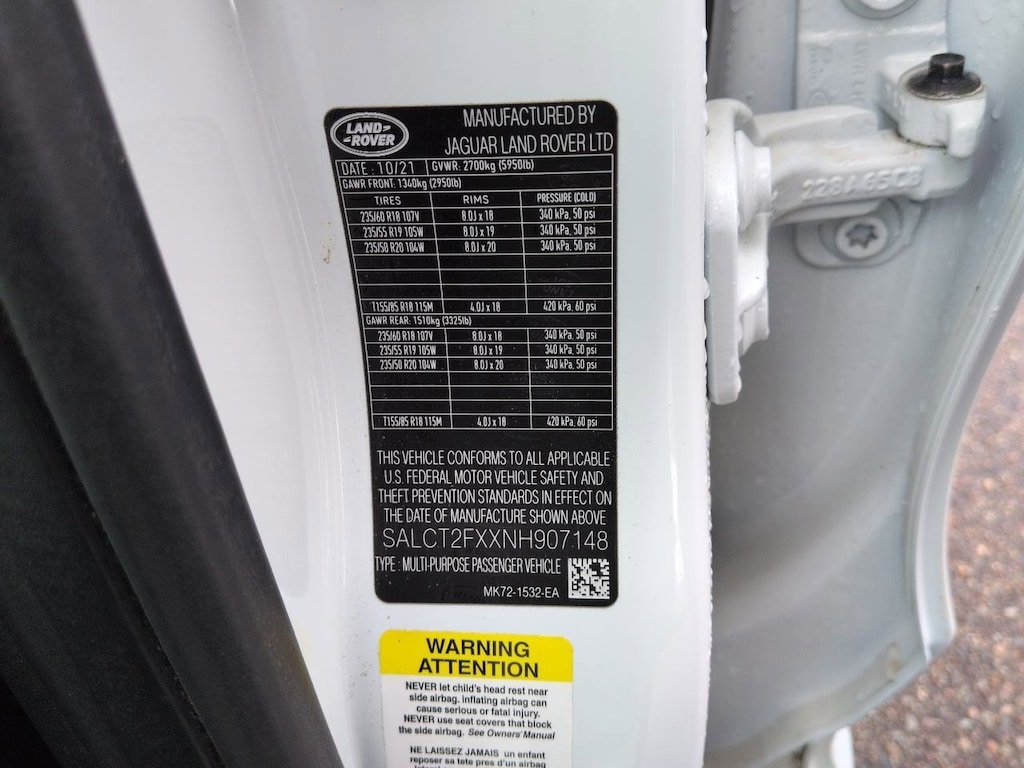 LAND
ROVER
MANUFACTURED BY
JAGUAR LAND ROVER LTD
DATE : 10/21 GVWR: 2700kg (5950lb)
GAWR FRONT: 1340kg (2950lb)
TIRES RIMS PRESSURE (COLD)
235/60 R18 107V 8.0J x 18 340 kPa, 50 psi
235/55 R19 105W 8.0J x 19 340 kPa, 50 psi
235/50 R20 104W 8.0J x 20 340 kPa, 50 psi
T155/85 R18 115M 4.0J x 18 420 kPa, 60 psi
GAWR REAR: 1510kg (3325lb)
235/60 R18 107V 8.0J x 18 340 kPa, 50 psi
235/55 R19 105W 8.0J x 19 340 kPa, 50 psi
235/50 R20 104W 8.0J x 20 340 kPa, 50 psi
T155/85 R18 115M 4.0J x 18 420 kPa, 60 psi
THIS VEHICLE CONFORMS TO ALL APPLICABLE
U.S. FEDERAL MOTOR VEHICLE SAFETY AND
THEFT PREVENTION STANDARDS IN EFFECT ON
THE DATE OF MANUFACTURE SHOWN ABOVE
SALCT2FXXNH907148
TYPE : MULTI-PURPOSE PASSENGER VEHICLE
MK72-1532-EA
WARNING
ATTENTION
NEVER let child's head rest near
side airbag. inflating airbag can
cause serious or fatal injury.
NEVER use seat covers that block
the side airbag. See Owners' Manual
NE LAISSEZ JAMAIS un enfant
reposer sa tete pres d'un airbag